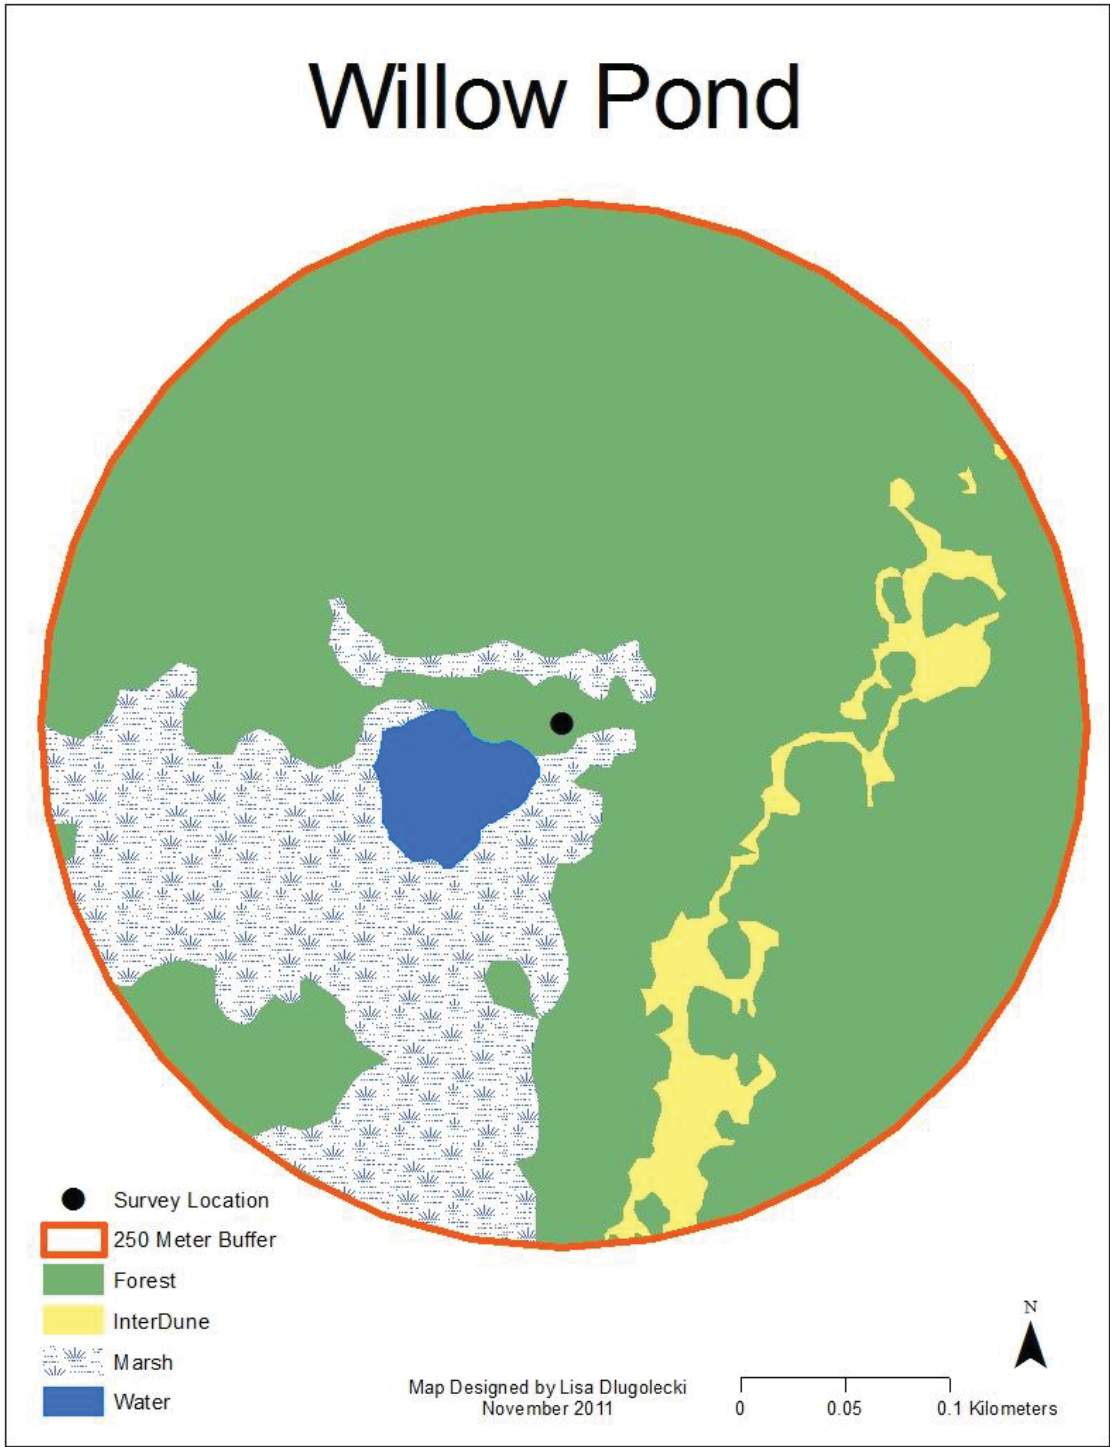 Willow Pond
Survey Location
250 Meter Buffer
Forest
InterDune
Marsh
Water
Map Designed by Lisa Dlugolecki
November 2011
N
0 0.05 0.1 Kilometers